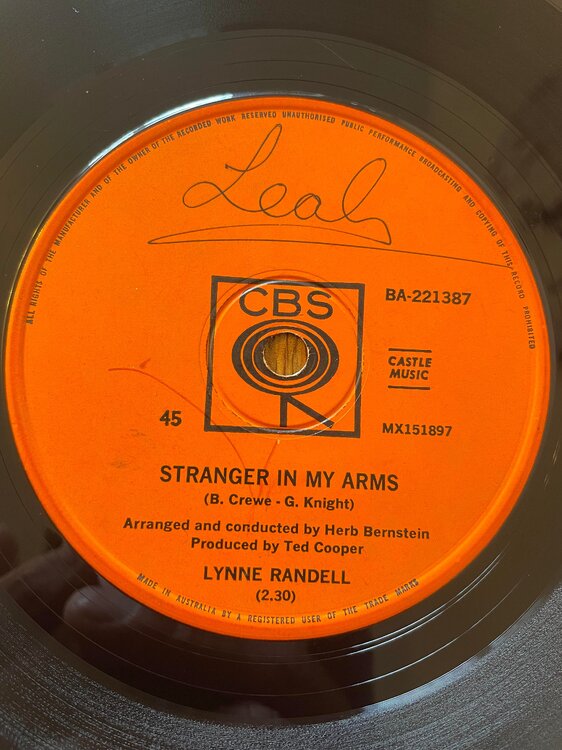 ALL RIGHTS OF THE MANUFACTURER AND OF THE OWNER OF THE RECORDED WORK RESERVED UNAUTHORISED PUBLIC PERFORMANCE BROADCASTING AND COPYING OF THIS RECORD PROHIBITED
Leah
CBS
BA-221387
CASTLE
MUSIC
45
MX151897
STRANGER IN MY ARMS
(B. Crewe - G. Knight)
Arranged and conducted by Herb Bernstein
Produced by Ted Cooper
LYNNE RANDELL
(2.30)
MADE IN AUSTRALIA BY A REGISTERED USER OF THE TRADE MARKS